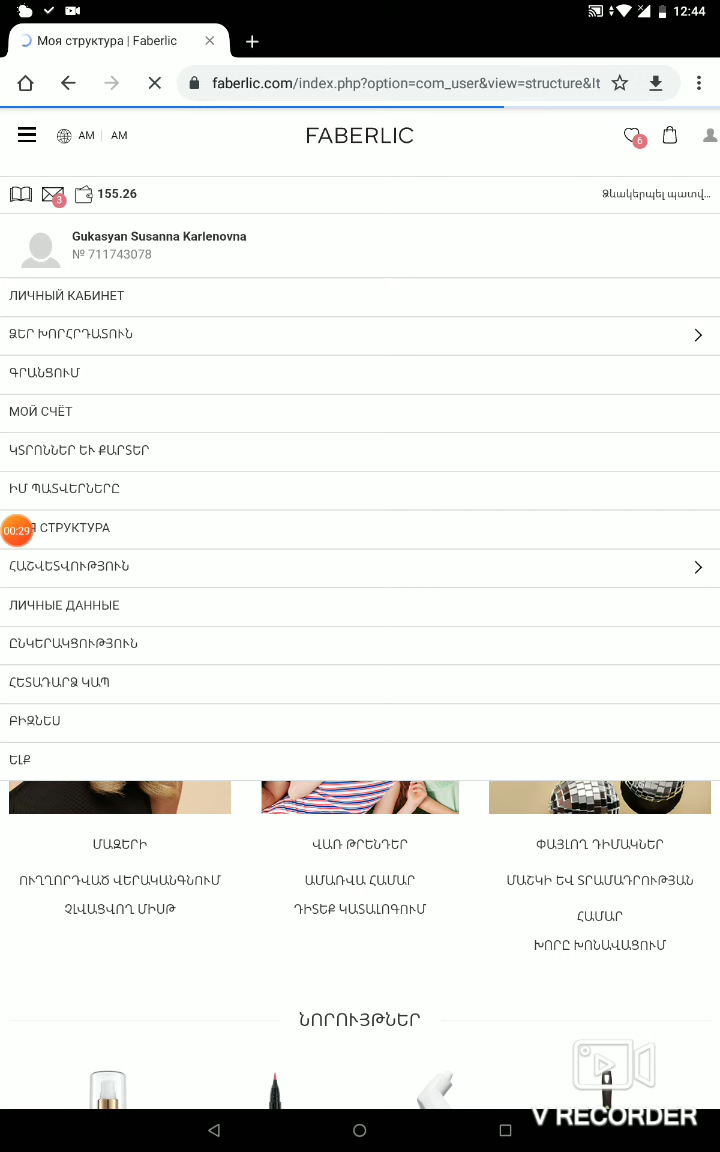 12:44
Моя структура | Faberlic
faberlic.com/index.php?option=com_user&view=structure&lt
AM AM FABERLIC 6
3 155.26 Ձևակերպել պատվ...
Gukasyan Susanna Karlenovna
№ 711743078
ЛИЧНЫЙ КАБИНЕТ
ՁԵՐ ԽՈՐՀՐԴԱՏՈՒՆ
ԳՐԱՆՑՈՒՄ
МОЙ СЧЁТ
ԿՏՐՈՆՆԵՐ ԵՒ ՔԱՐՏԵՐ
ԻՄ ՊԱՏՎԵՐՆԵՐԸ
00:29 Я СТРУКТУРА
ՀԱՇՎԵՏՎՈՒԹՅՈՒՆ
ЛИЧНЫЕ ДАННЫЕ
ԸՆԿԵՐԱԿՑՈՒԹՅՈՒՆ
ՀԵՏԱԴԱՐՁ ԿԱՊ
ԲԻԶՆԵՍ
ԵԼՔ
ՄԱԶԵՐԻ
ՈՒՂՂՈՐԴՎԱԾ ՎԵՐԱԿԱՆԳՆՈՒՄ
ՉԼՎԱՑՎՈՂ ՄԻՍԹ
ՎԱՌ ԹՐԵՆԴԵՐ
ԱՄԱՌՎԱ ՀԱՄԱՐ
ԴԻՏԵՔ ԿԱՏԱԼՈԳՈՒՄ
ՓԱՅԼՈՂ ԴԻՄԱԿՆԵՐ
ՄԱՇԿԻ ԵՎ ՏՐԱՄԱԴՐՈՒԹՅԱՆ
ՀԱՄԱՐ
ԽՈՐԸ ԽՈՆԱՎԱՑՈՒՄ
ՆՈՐՈՒՅԹՆԵՐ
V RECORDER